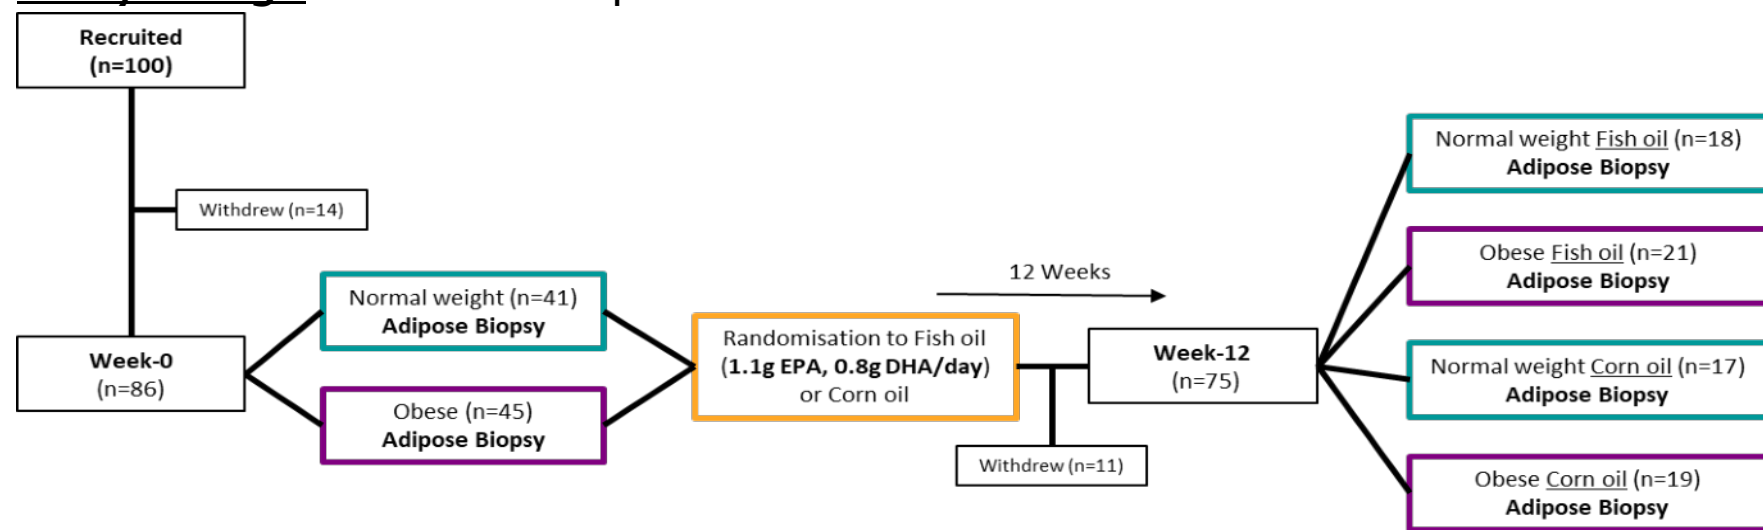 Recruited
(n=100)
Withdrew (n=14)
Week-0
(n=86)
Normal weight (n=41)
Adipose Biopsy
Obese (n=45)
Adipose Biopsy
Randomisation to Fish oil
(1.1g EPA, 0.8g DHA/day)
or Corn oil
12 Weeks
Withdrew (n=11)
Week-12
(n=75)
Normal weight Fish oil (n=18)
Adipose Biopsy
Obese Fish oil (n=21)
Adipose Biopsy
Normal weight Corn oil (n=17)
Adipose Biopsy
Obese Corn oil (n=19)
Adipose Biopsy